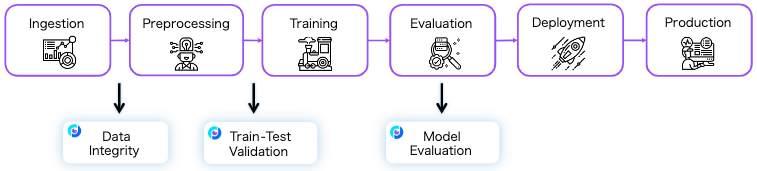 Ingestion
Preprocessing
Training
Evaluation
Deployment
Production
Data
Integrity
Train-Test
Validation
Model
Evaluation